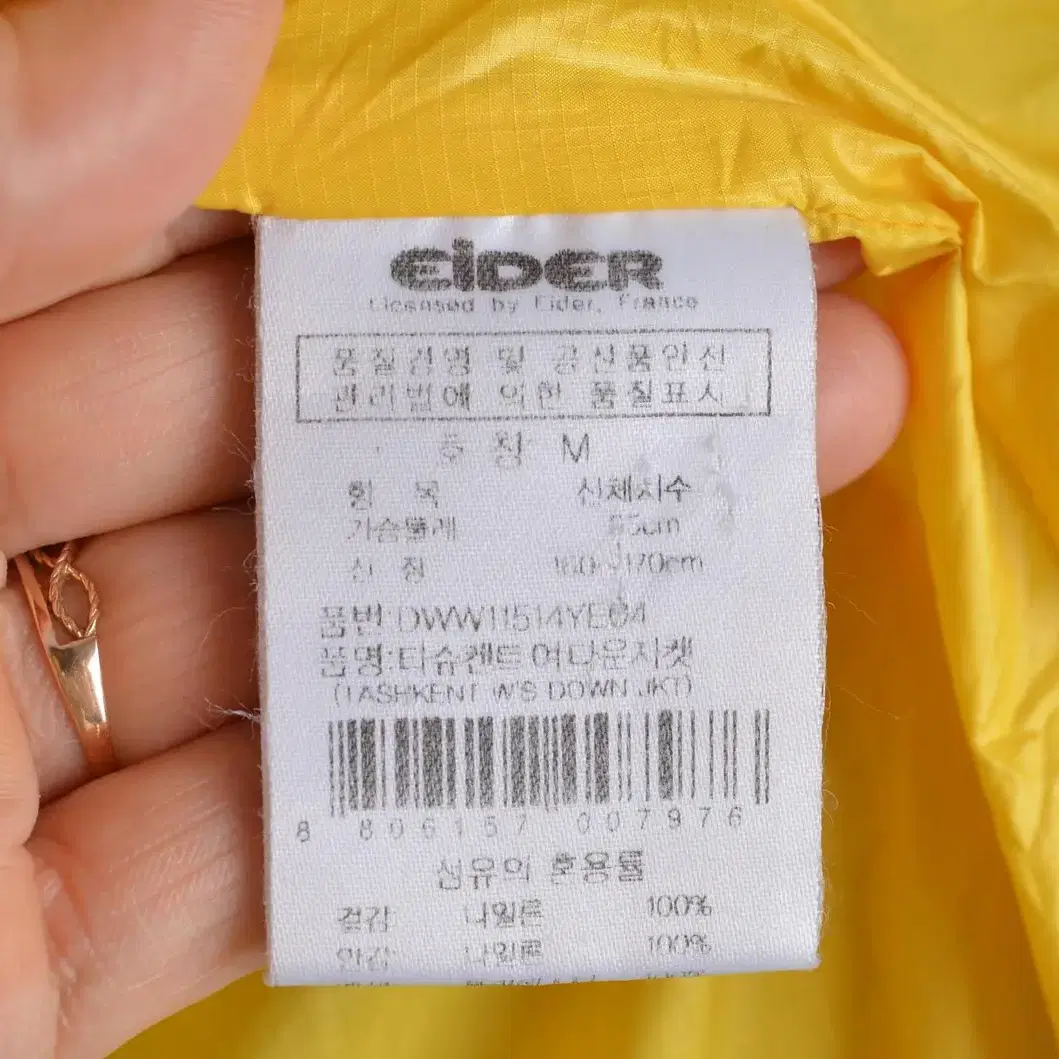 EIDER
Licensed by Eider, France
품질경영 및 공산품안전
관리법에 의한 품질표시
호 칭 M
항 목 신체치수
가슴둘레 85cm
신 장 160-170cm
품번:DWW11514YE04
품명:타슈켄트 여 다운자켓
(TASHKENT W'S DOWN JKT)
8 806157 007976
섬유의 혼용률
겉감 나일론 100%
안감 나일론 100%